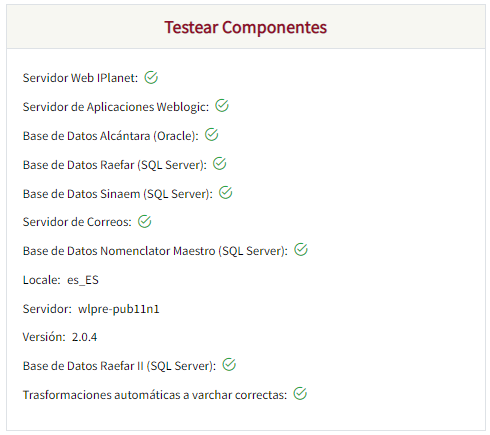 Testear Componentes
Servidor Web IPlanet:
Servidor de Aplicaciones Weblogic:
Base de Datos Alcántara (Oracle):
Base de Datos Raefar (SQL Server):
Base de Datos Sinaem (SQL Server):
Servidor de Correos:
Base de Datos Nomenclator Maestro (SQL Server):
Locale: es_ES
Servidor: wlpre-pub11n1
Versión: 2.0.4
Base de Datos Raefar II (SQL Server):
Trasformaciones automáticas a varchar correctas: